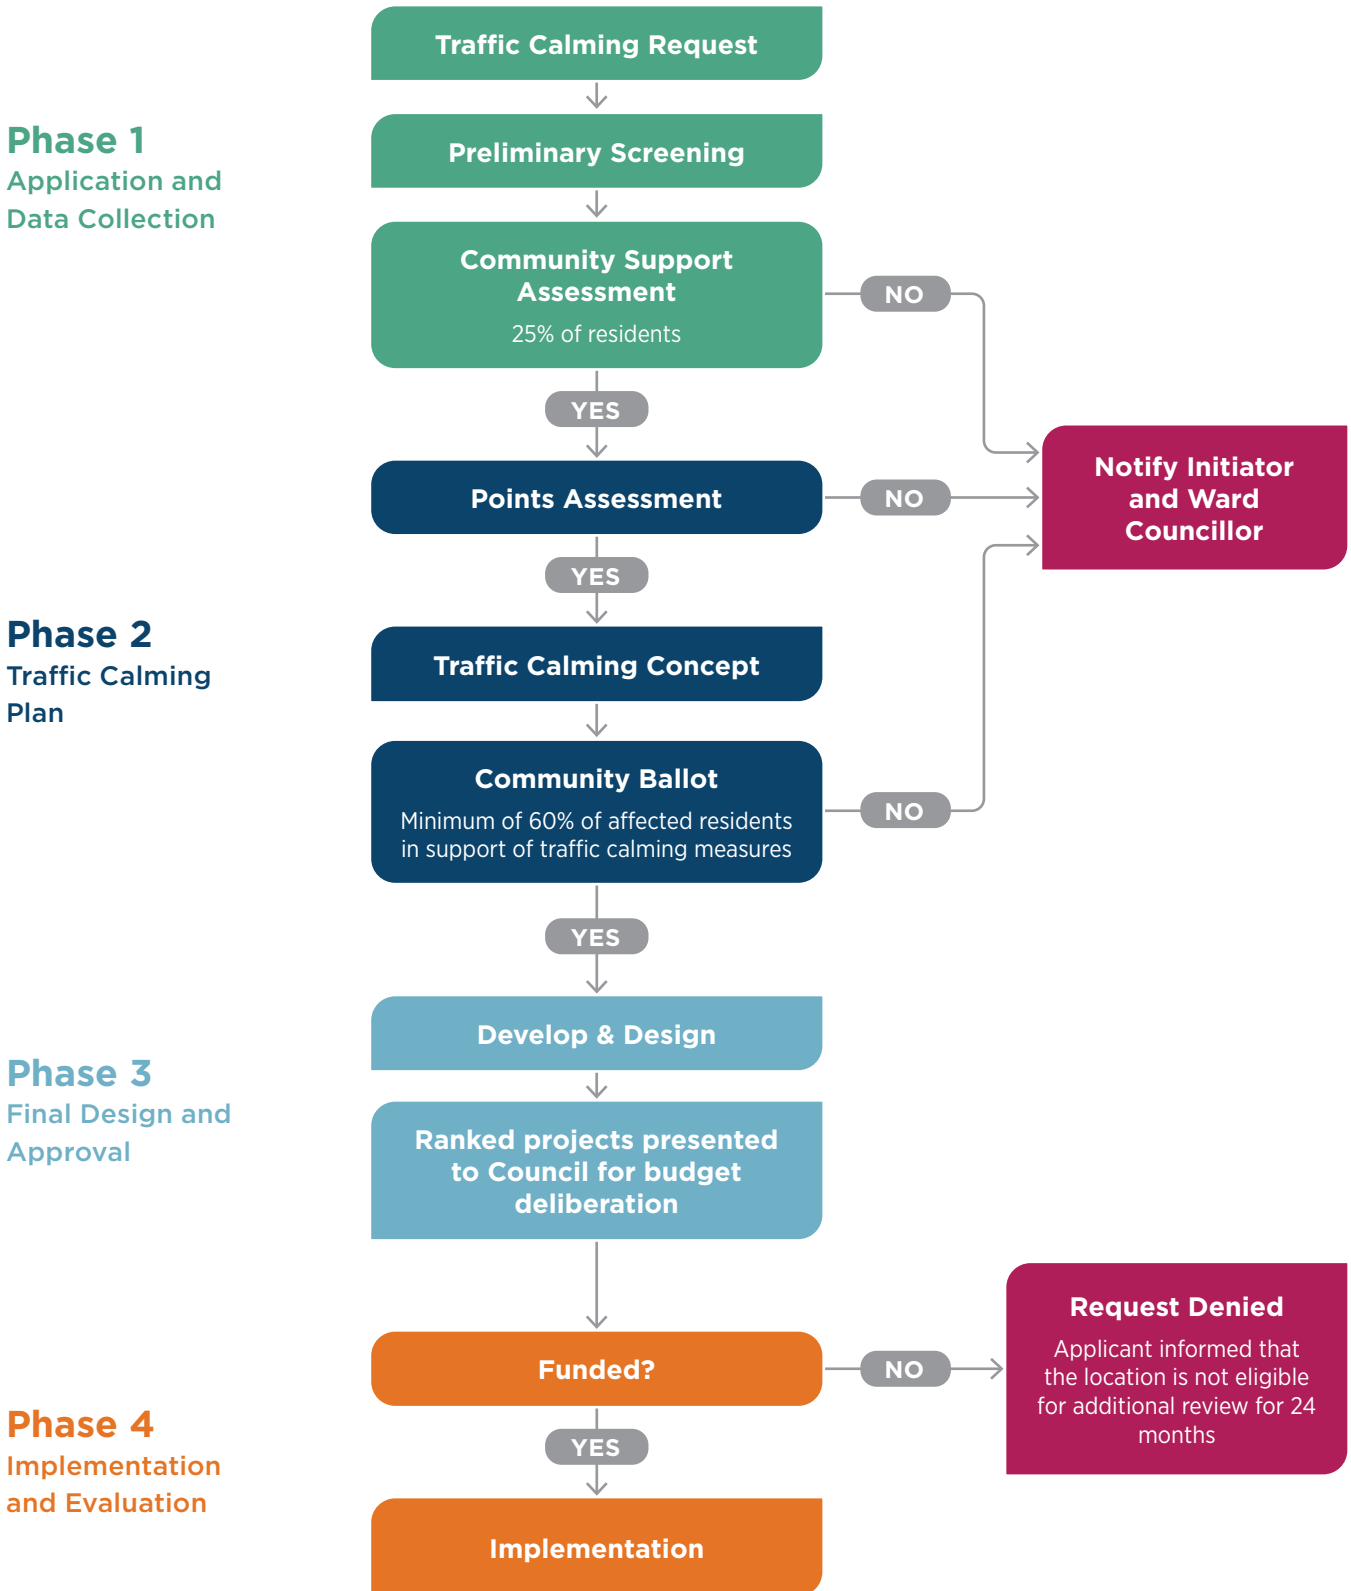 Traffic Calming Request
Phase 1
Application and
Data Collection
Preliminary Screening
Community Support
Assessment
25% of residents
NO
YES
Points Assessment
NO
Notify Initiator
and Ward
Councillor
YES
Phase 2
Traffic Calming
Plan
Traffic Calming Concept
Community Ballot
Minimum of 60% of affected residents
in support of traffic calming measures
NO
YES
Phase 3
Final Design and
Approval
Develop & Design
Ranked projects presented
to Council for budget
deliberation
Funded?
NO
Request Denied
Applicant informed that
the location is not eligible
for additional review for 24
months
Phase 4
Implementation
and Evaluation
YES
Implementation